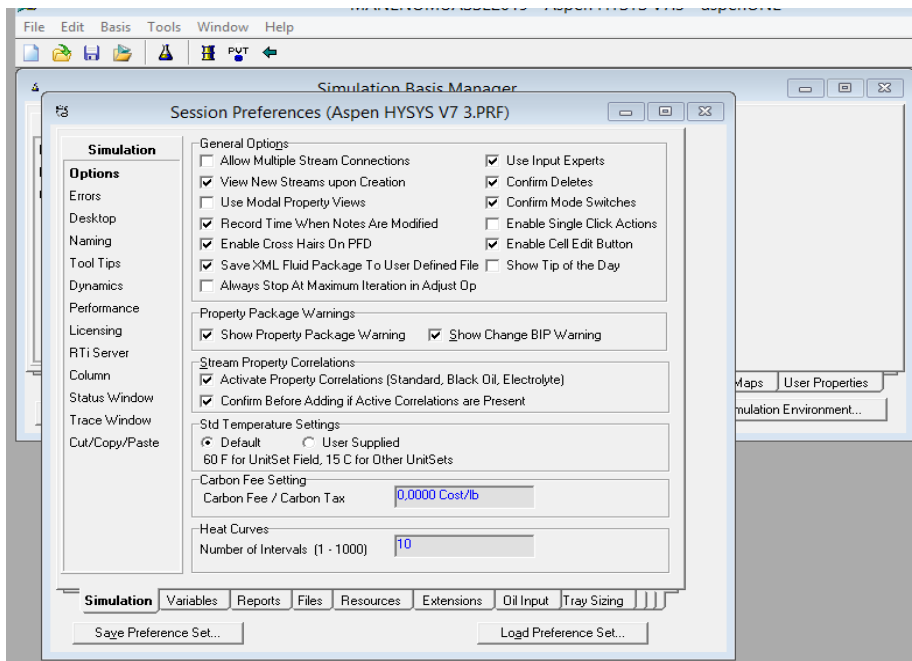 MANENOMCASSEE2019 - Aspen HYSYS V7.3 - aspenONE
File Edit Basis Tools Window Help
PVT
Simulation Basis Manager
Session Preferences (Aspen HYSYS V7 3.PRF)
Simulation
Options
Errors
Desktop
Naming
Tool Tips
Dynamics
Performance
Licensing
RTi Server
Column
Status Window
Trace Window
Cut/Copy/Paste
General Options
Allow Multiple Stream Connections
View New Streams upon Creation
Use Modal Property Views
Record Time When Notes Are Modified
Enable Cross Hairs On PFD
Save XML Fluid Package To User Defined File
Always Stop At Maximum Iteration in Adjust Op
Use Input Experts
Confirm Deletes
Confirm Mode Switches
Enable Single Click Actions
Enable Cell Edit Button
Show Tip of the Day
Property Package Warnings
Show Property Package Warning Show Change BIP Warning
Stream Property Correlations
Activate Property Correlations (Standard, Black Oil, Electrolyte)
Confirm Before Adding if Active Correlations are Present
Std Temperature Settings
Default User Supplied
60 F for UnitSet Field, 15 C for Other UnitSets
Carbon Fee Setting
Carbon Fee / Carbon Tax 0,0000 Cost/lb
Heat Curves
Number of Intervals (1 - 1000) 10
Simulation Variables Reports Files Resources Extensions Oil Input Tray Sizing
Save Preference Set... Load Preference Set...
Maps User Properties
mulation Environment...